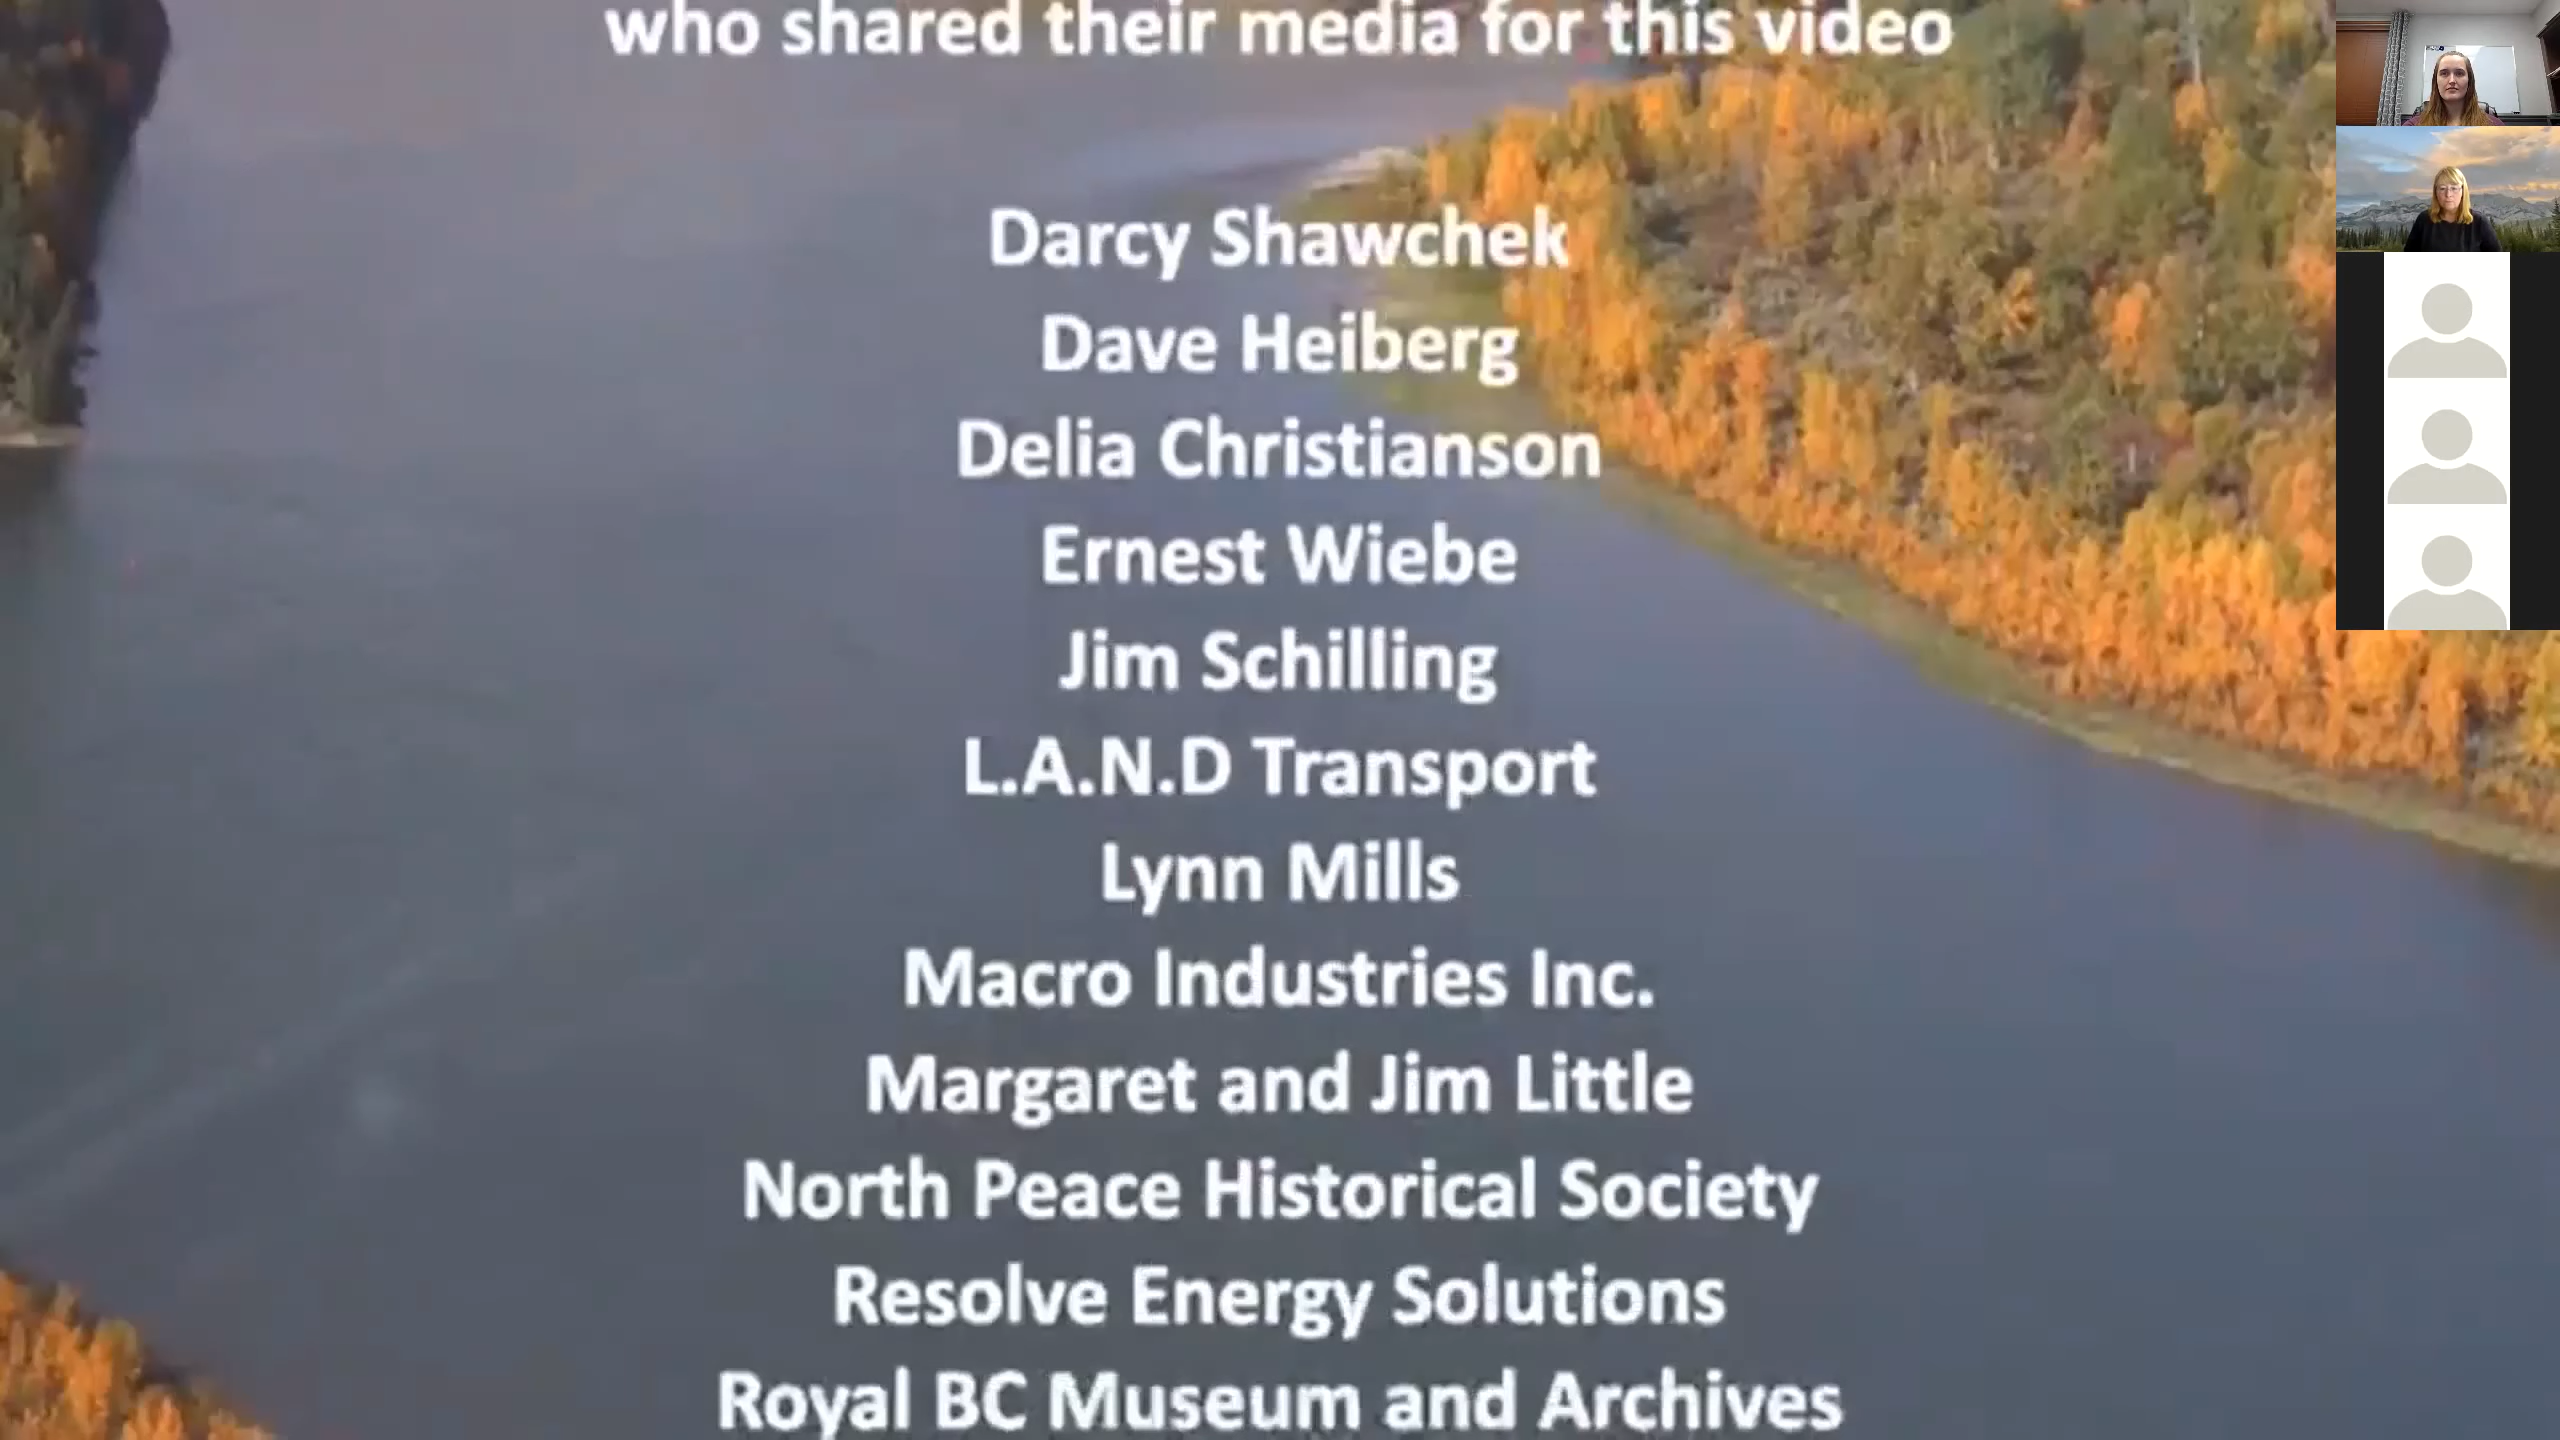 who shared their media for this video
Darcy Shawchek
Dave Heiberg
Delia Christianson
Ernest Wiebe
Jim Schilling
L.A.N.D Transport
Lynn Mills
Macro Industries Inc.
Margaret and Jim Little
North Peace Historical Society
Resolve Energy Solutions
Royal BC Museum and Archives